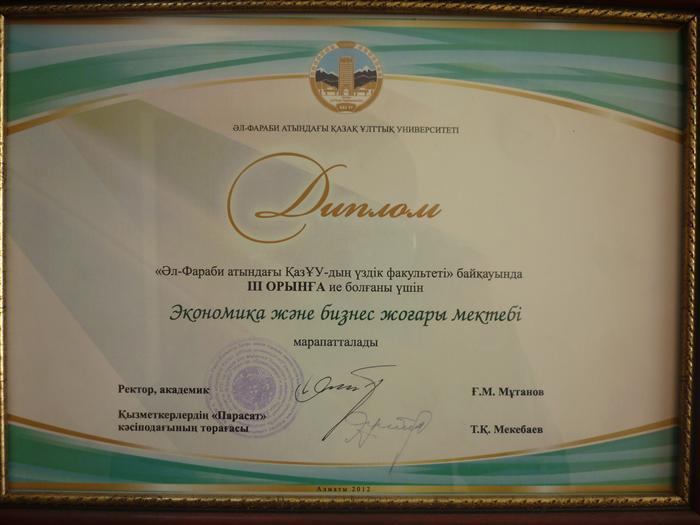 ӘЛ-ФАРАБИ АТЫНДАҒЫ ҚАЗАҚ ҰЛТТЫҚ УНИВЕРСИТЕТІ
Диплом
«Әл-Фараби атындағы ҚазҰУ-дың үздік факультеті» байқауында
III ОРЫНҒА ие болғаны үшін
Экономика және бизнес жоғары мектебі
марапатталады
Ректор, академик
Ғ.М. Мұтанов
Қызметкерлердің «Парасат»
кәсіподағының төрағасы
Т.Қ. Мекебаев
Алматы 2012